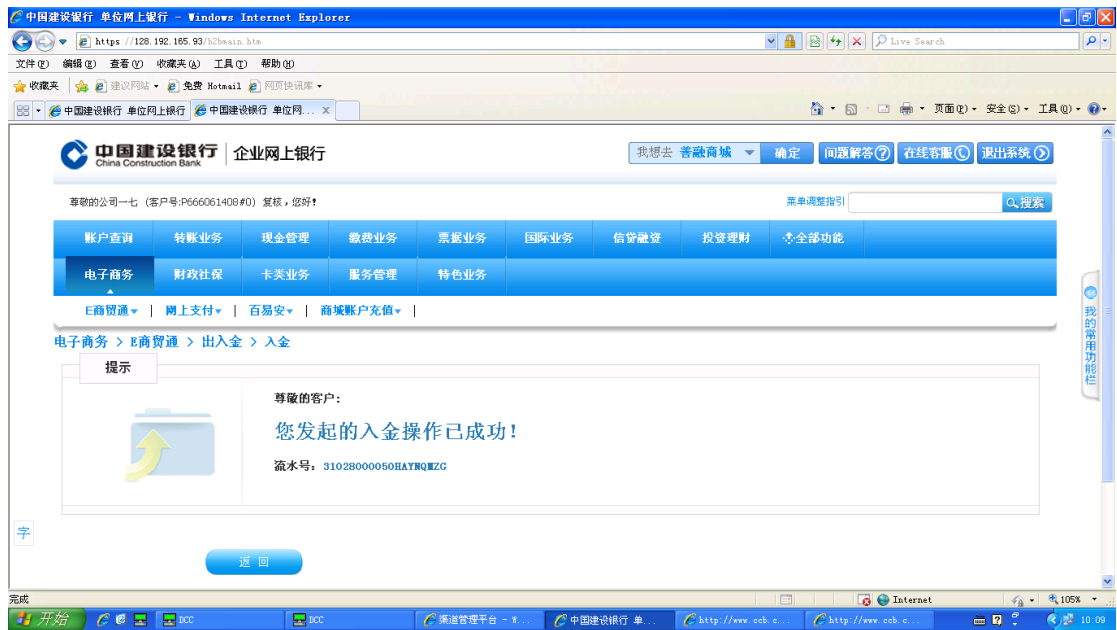 中国建设银行 单位网上银行 - Windows Internet Explorer
https://128.192.165.93/b2bmain.htm
Live Search
文件(F) 编辑(E) 查看(V) 收藏夹(A) 工具(T) 帮助(H)
收藏夹 建议网站 免费 Hotmail 网页快讯库
中国建设银行 单位网上银行 中国建设银行 单位网... X
页面(P) 安全(S) 工具(O)
中国建设银行 企业网上银行
China Construction Bank
我想去 善融商城 确定 问题解答 在线客服 退出系统
尊敬的公司一七 (客户号:P666061408#0) 复核,您好! 菜单调整指引 搜索
账户查询 转账业务 现金管理 缴费业务 票据业务 国际业务 信贷融资 投资理财 全部功能
电子商务 财政社保 卡类业务 服务管理 特色业务
E商贸通 | 网上支付 | 百易安 | 商城账户充值 |
我的常用功能栏
电子商务 > E商贸通 > 出入金 > 入金
提示
尊敬的客户:
您发起的入金操作已成功!
流水号:
字
返 回
完成 Internet 105%
开始 DCC DCC 渠道管理平台 - W... 中国建设银行 单... http://www.ccb.c... http://www.ccb.c... 10:09